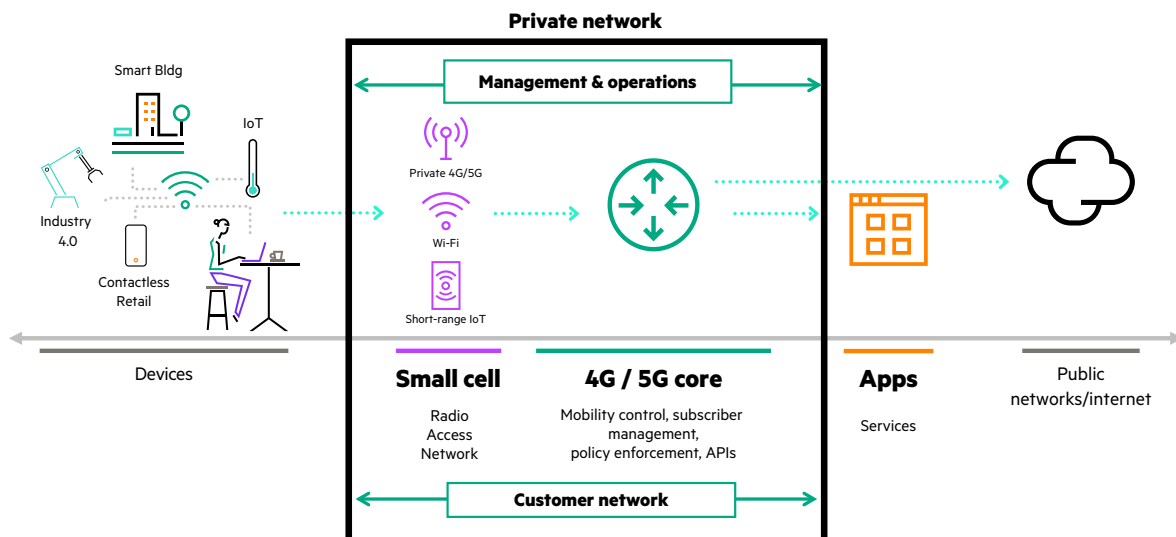 Private network
Management & operations
Smart Bldg
IoT
Industry
4.0
Contactless
Retail
Private 4G/5G
Wi-Fi
Short-range IoT
Devices
Small cell
Radio
Access
Network
4G / 5G core
Mobility control, subscriber
management,
policy enforcement, APIs
Apps
Services
Public
networks/internet
Customer network